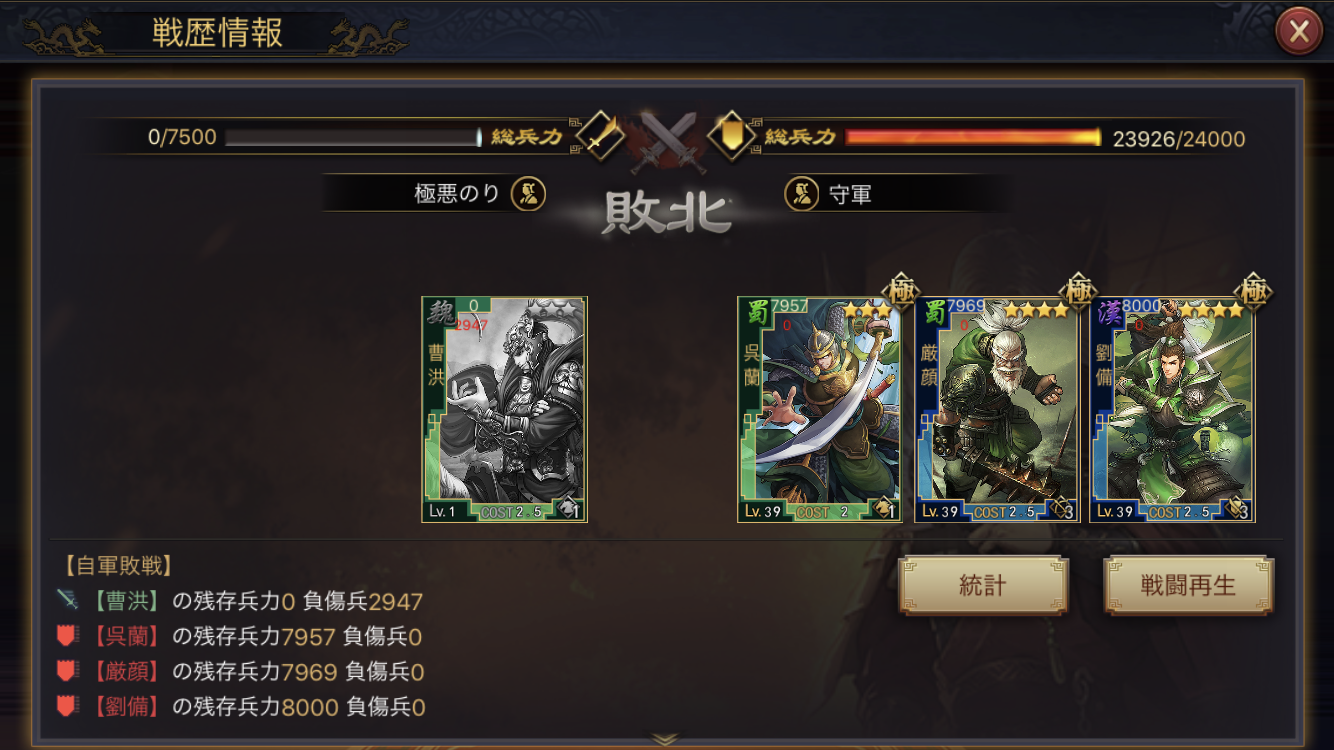 戦歴情報
0/7500 総兵力 総兵力 23926/24000
極悪のり 守軍
敗北
魏 0 2947 曹洪 Lv.1 COST 2.5 1
極 蜀 7957 0 呉蘭 Lv.39 COST 2 1
極 蜀 7969 0 厳顔 Lv.39 COST 2.5 3
極 漢 8000 0 劉備 Lv.39 COST 2.5 3
【自軍敗戦】
【曹洪】の残存兵力0 負傷兵2947
【呉蘭】の残存兵力7957 負傷兵0
【厳顔】の残存兵力7969 負傷兵0
【劉備】の残存兵力8000 負傷兵0
統計 戦闘再生